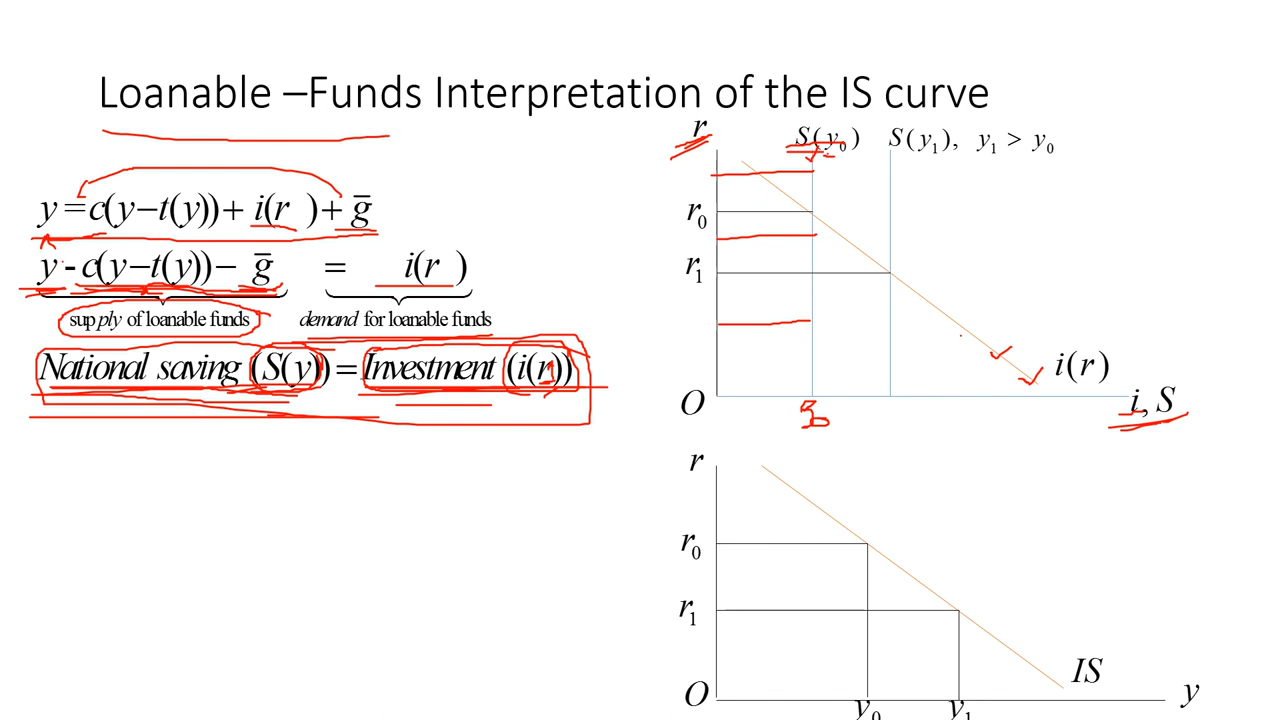 Loanable –Funds Interpretation of the IS curve
y = c(y−t(y))+ i(r ) + g̅
y - c(y−t(y))− g̅ = i(r )
supply of loanable funds demand for loanable funds
National saving (S(y)) = Investment (i(r))
r
S(y₀) S(y₁), y₁ > y₀
r₀
r₁
i(r)
O
i, S
r
r₀
r₁
IS
O
y₀ y₁
y